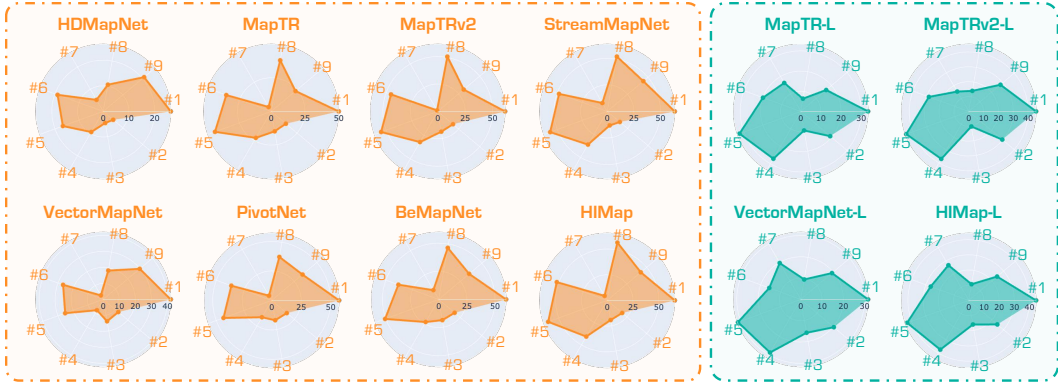 HDMapNet
#1 #2 #3 #4 #5 #6 #7 #8 #9
0 10 20
MapTR
#1 #2 #3 #4 #5 #6 #7 #8 #9
0 25 50
MapTRv2
#1 #2 #3 #4 #5 #6 #7 #8 #9
0 25 50
StreamMapNet
#1 #2 #3 #4 #5 #6 #7 #8 #9
0 25 50
MapTR-L
#1 #2 #3 #4 #5 #6 #7 #8 #9
0 10 20 30
MapTRv2-L
#1 #2 #3 #4 #5 #6 #7 #8 #9
0 10 20 30 40
VectorMapNet
#1 #2 #3 #4 #5 #6 #7 #8 #9
0 10 20 30 40
PivotNet
#1 #2 #3 #4 #5 #6 #7 #8 #9
0 25 50
BeMapNet
#1 #2 #3 #4 #5 #6 #7 #8 #9
0 25 50
HIMap
#1 #2 #3 #4 #5 #6 #7 #8 #9
0 25 50
VectorMapNet-L
#1 #2 #3 #4 #5 #6 #7 #8 #9
0 10 20 30
HIMap-L
#1 #2 #3 #4 #5 #6 #7 #8 #9
0 10 20 30 40